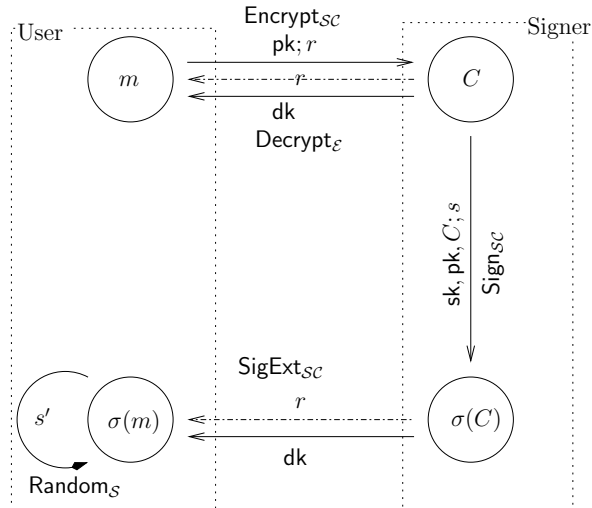 User
Signer
Encrypt_SC
pk; r
m
r
C
dk
Decrypt_E
sk, pk, C; s
Sign_SC
SigExt_SC
r
s′
σ(m)
σ(C)
dk
Random_S